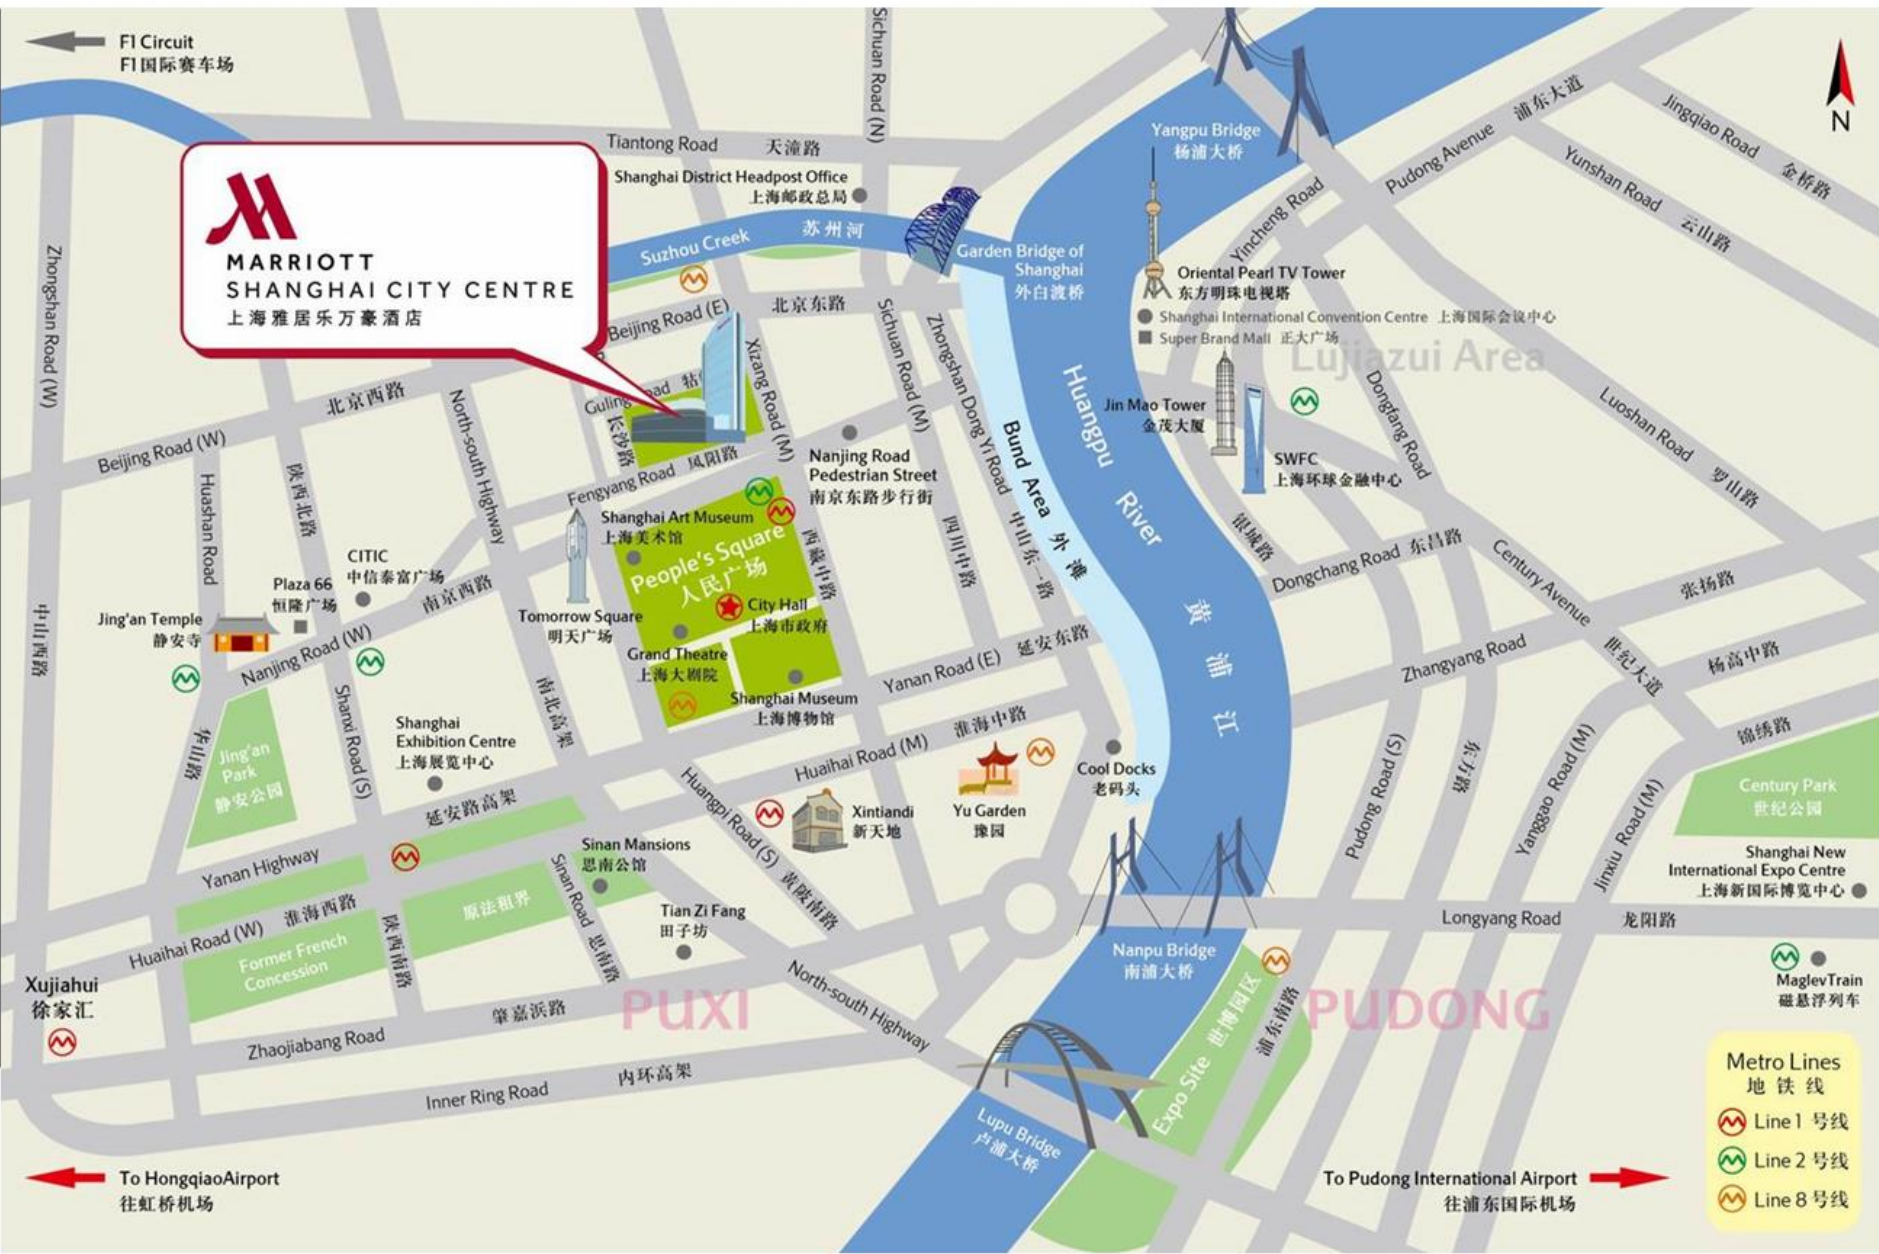 F1 Circuit
F1国际赛车场
Sichuan Road (N)
Tiantong Road 天潼路
Shanghai District Headpost Office
上海邮政总局
Yangpu Bridge
杨浦大桥
Pudong Avenue 浦东大道
Jingqiao Road 金桥路
Yunshan Road 云山路
N
MARRIOTT
SHANGHAI CITY CENTRE
上海雅居乐万豪酒店
Suzhou Creek 苏州河
Garden Bridge of
Shanghai
外白渡桥
Yincheng Road
Oriental Pearl TV Tower
东方明珠电视塔
Shanghai International Convention Centre 上海国际会议中心
Super Brand Mall 正大广场
Lujiazui Area
Zhongshan Road (W)
Beijing Road (E) 北京东路
Xizang Road (M)
Sichuan Road (M)
Zhongshan Dong Yi Road
Huangpu
River
黄浦江
Bund Area 外滩
Jin Mao Tower
金茂大厦
SWFC
上海环球金融中心
Dongfang Road
Luoshan Road 罗山路
北京西路
Beijing Road (W)
North-south Highway
长沙路
Fengyang Road 凤阳路
Nanjing Road
Pedestrian Street
南京东路步行街
Huashan Road
陕西北路
Shanghai Art Museum
上海美术馆
People's Square
人民广场
西藏中路
四川中路
中山东一路
银城路
Dongchang Road 东昌路
Century Avenue 世纪大道
张扬路
CITIC
中信泰富广场
Plaza 66
恒隆广场
南京西路
Jing'an Temple
静安寺
Nanjing Road (W)
Tomorrow Square
明天广场
City Hall
上海市政府
Grand Theatre
上海大剧院
Shanghai Museum
上海博物馆
Yanan Road (E) 延安东路
Zhangyang Road
杨高中路
中山西路
华山路
Jing'an
Park
静安公园
Shanxi Road (S)
南北高架
Shanghai
Exhibition Centre
上海展览中心
Huaihai Road (M) 淮海中路
Cool Docks
老码头
Yu Garden
豫园
Xintiandi
新天地
Huangpi Road (S) 黄陂南路
Pudong Road (S)
东方路
Yanggao Road (M)
Jinxiu Road (M)
锦绣路
Century Park
世纪公园
Shanghai New
International Expo Centre
上海新国际博览中心
延安路高架
Yanan Highway
Sinan Mansions
思南公馆
Sinan Road 思南路
Huaihai Road (W) 淮海西路
原法租界
Former French
Concession
陕西南路
Tian Zi Fang
田子坊
Longyang Road 龙阳路
Nanpu Bridge
南浦大桥
MaglevTrain
磁悬浮列车
Xujiahui
徐家汇
Zhaojiabang Road 肇嘉浜路
PUXI
North-south Highway
PUDONG
Expo Site 世博园区
浦东南路
Inner Ring Road 内环高架
Lupu Bridge
卢浦大桥
Metro Lines
地铁线
Line 1 号线
Line 2 号线
Line 8 号线
To HongqiaoAirport
往虹桥机场
To Pudong International Airport
往浦东国际机场